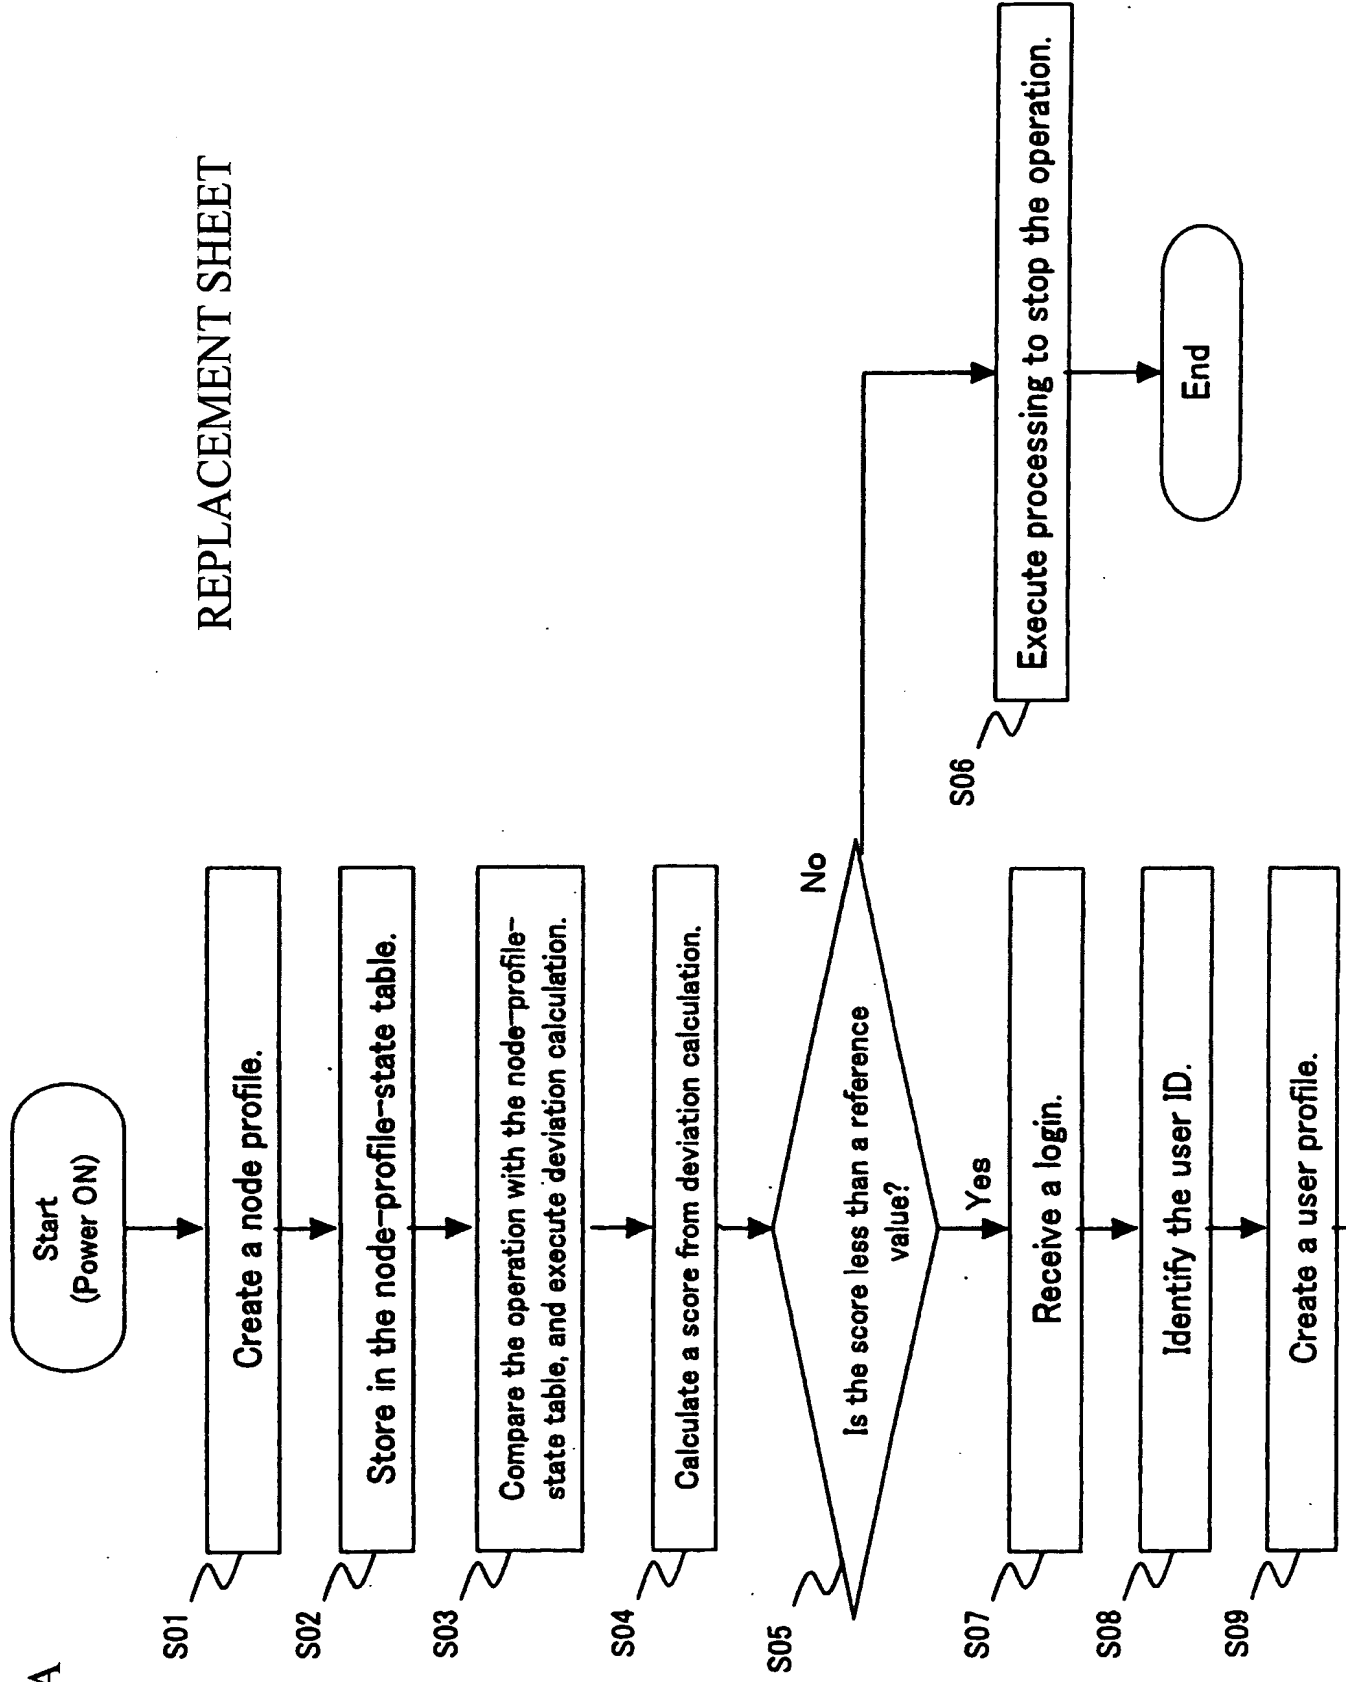 A
REPLACEMENT SHEET
Start
(Power ON)
S01
Create a node profile.
S02
Store in the node-profile-state table.
S03
Compare the operation with the node-profile-
state table, and execute deviation calculation.
S04
Calculate a score from deviation calculation.
S05
Is the score less than a reference
value?
No
Yes
S06
Execute processing to stop the operation.
End
S07
Receive a login.
S08
Identify the user ID.
S09
Create a user profile.